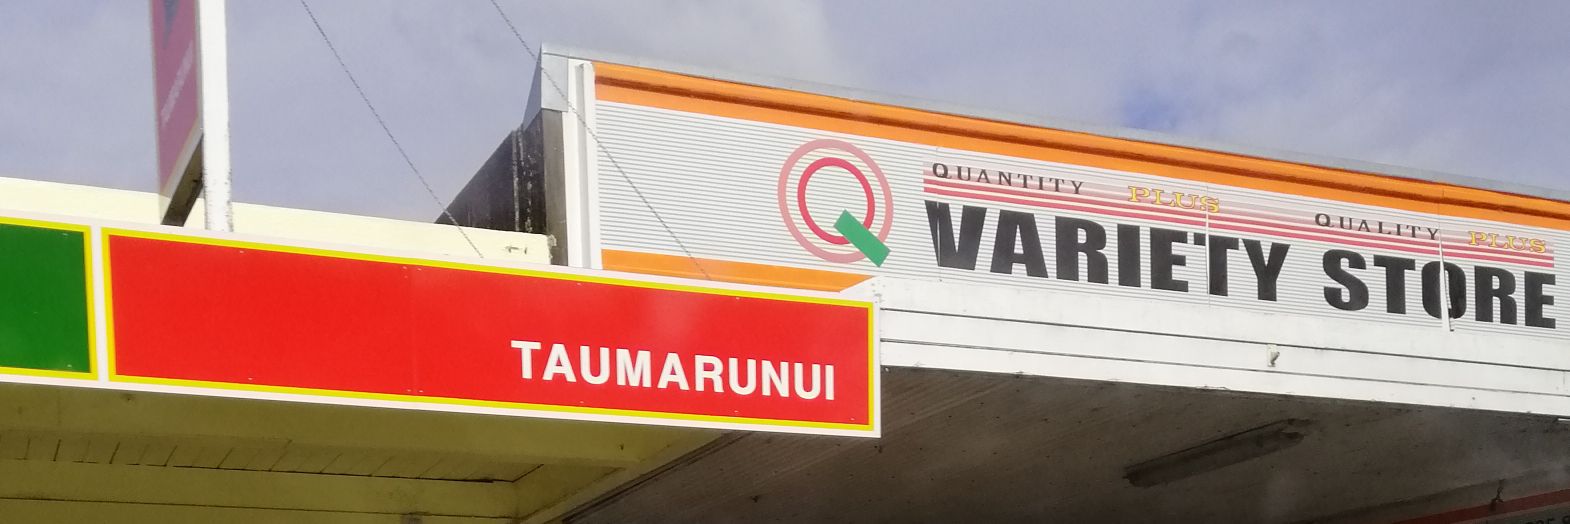 TAUMARUNUI
Q
QUANTITY PLUS QUALITY PLUS
VARIETY STORE